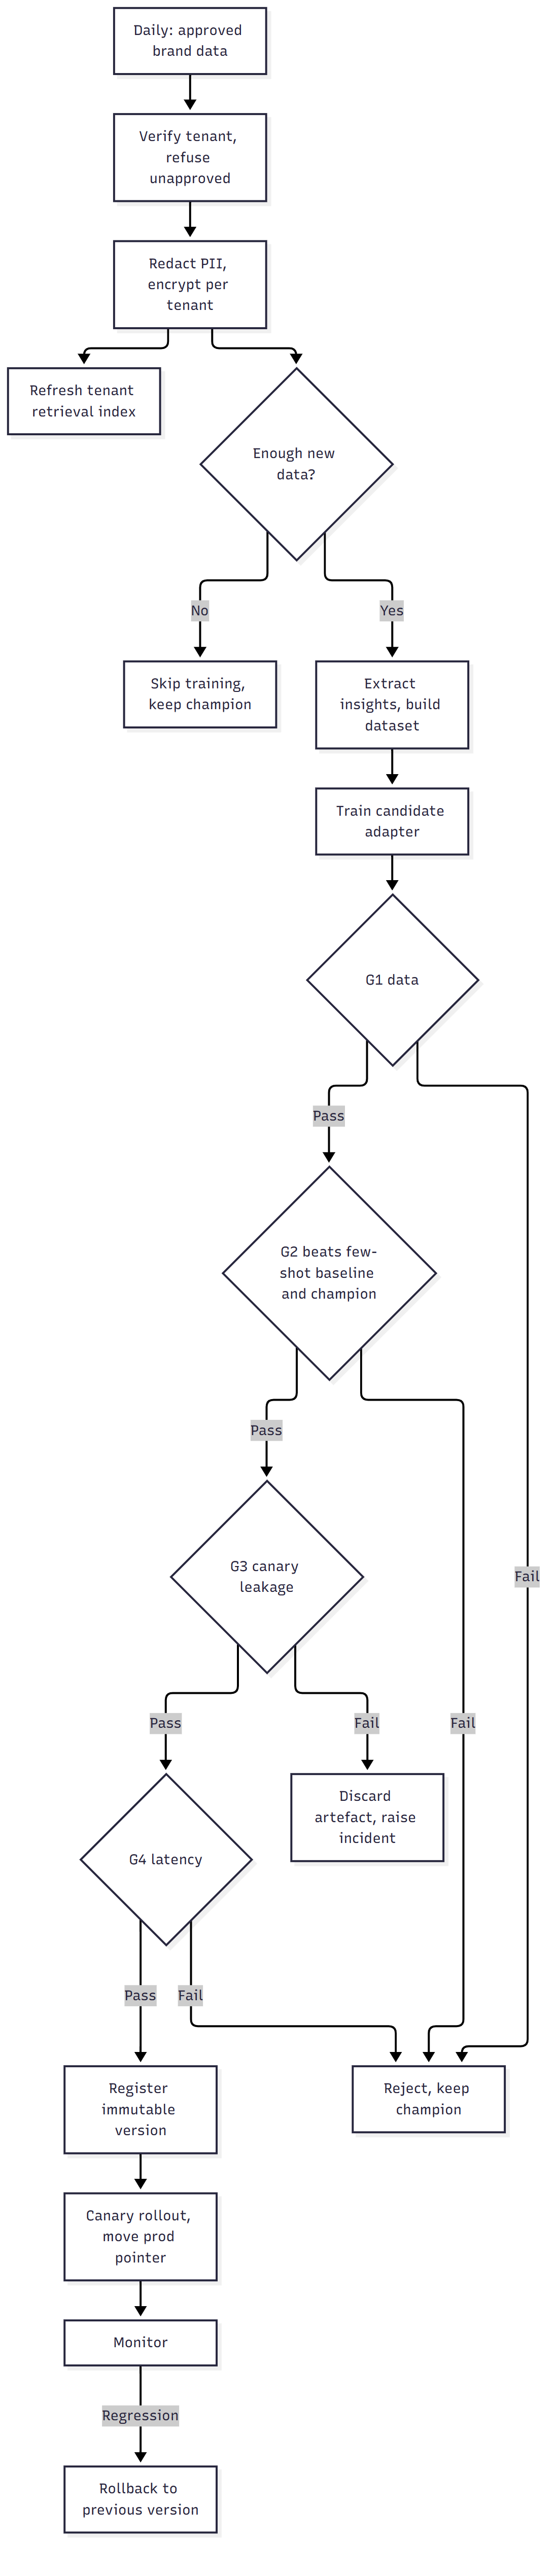 Daily: approved
brand data
Verify tenant,
refuse
unapproved
Redact PII,
encrypt per
tenant
Refresh tenant
retrieval index
Enough new
data?
No
Yes
Skip training,
keep champion
Extract
insights, build
dataset
Train candidate
adapter
G1 data
Pass
G2 beats few-
shot baseline
and champion
Pass
G3 canary
leakage
Fail
Pass
Fail
Fail
Discard
artefact, raise
incident
G4 latency
Pass
Fail
Register
immutable
version
Reject, keep
champion
Canary rollout,
move prod
pointer
Monitor
Regression
Rollback to
previous version